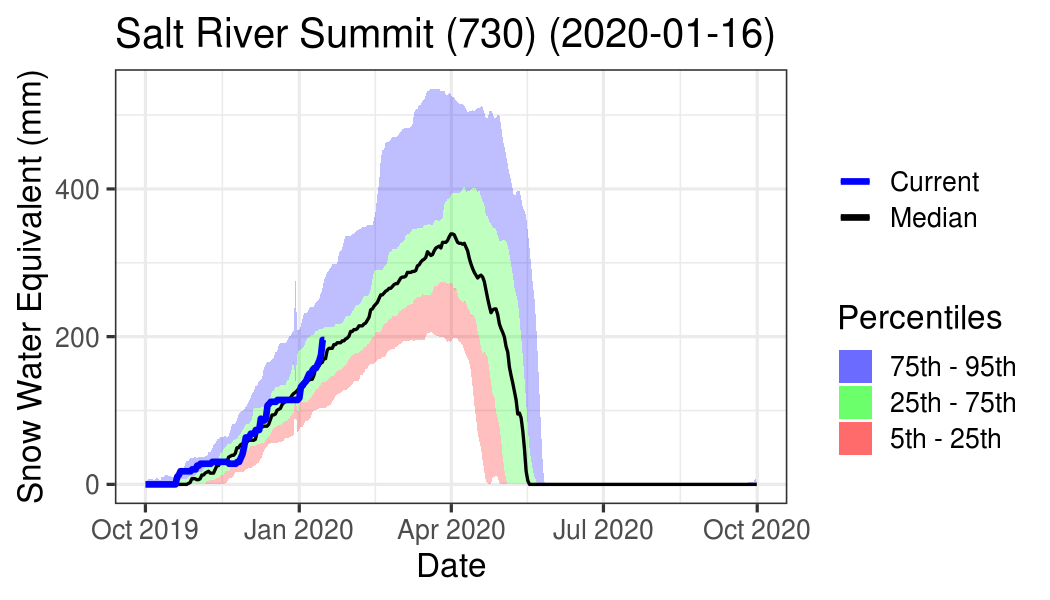 Salt River Summit (730) (2020-01-16)
Snow Water Equivalent (mm)
400
200
0
Oct 2019
Jan 2020
Apr 2020
Jul 2020
Oct 2020
Date
Current
Median
Percentiles
75th - 95th
25th - 75th
5th - 25th